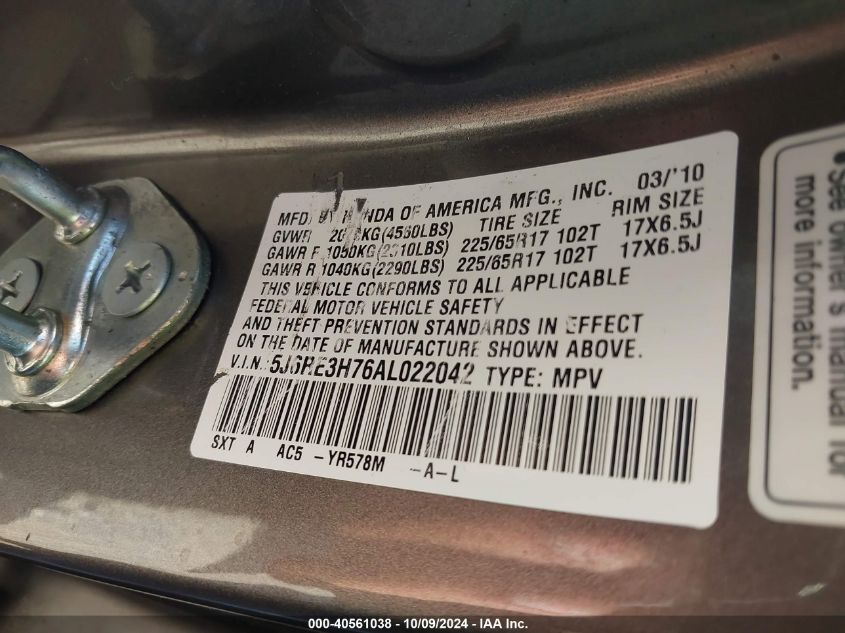 MFD. BY HONDA OF AMERICA MFG., INC. 03/'10
GVWR KG(4560LBS) TIRE SIZE RIM SIZE
GAWR F 1050KG(2310LBS) 225/65R17 102T 17X6.5J
GAWR R 1040KG(2290LBS) 225/65R17 102T 17X6.5J
THIS VEHICLE CONFORMS TO ALL APPLICABLE
FEDERAL MOTOR VEHICLE SAFETY
AND THEFT PREVENTION STANDARDS IN EFFECT
ON THE DATE OF MANUFACTURE SHOWN ABOVE.
V.I.N.: 5J6RE3H76AL022042 TYPE: MPV
SXT A AC5 -YR578M -A-L
See owner's manual for
more information.
000-40561038 - 10/09/2024 - IAA Inc.